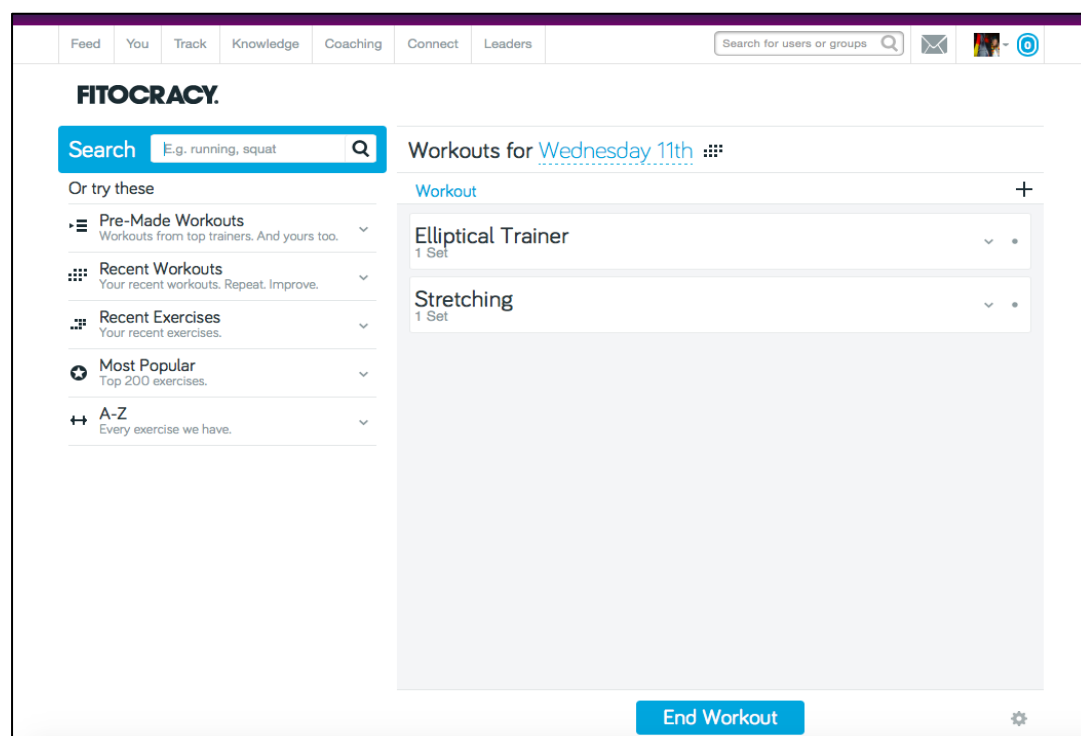 Feed You Track Knowledge Coaching Connect Leaders Search for users or groups 0
FITOCRACY.
Search E.g. running, squat
Or try these
Pre-Made Workouts
Workouts from top trainers. And yours too.
Recent Workouts
Your recent workouts. Repeat. Improve.
Recent Exercises
Your recent exercises.
Most Popular
Top 200 exercises.
A-Z
Every exercise we have.
Workouts for Wednesday 11th
Workout
Elliptical Trainer
1 Set
Stretching
1 Set
End Workout